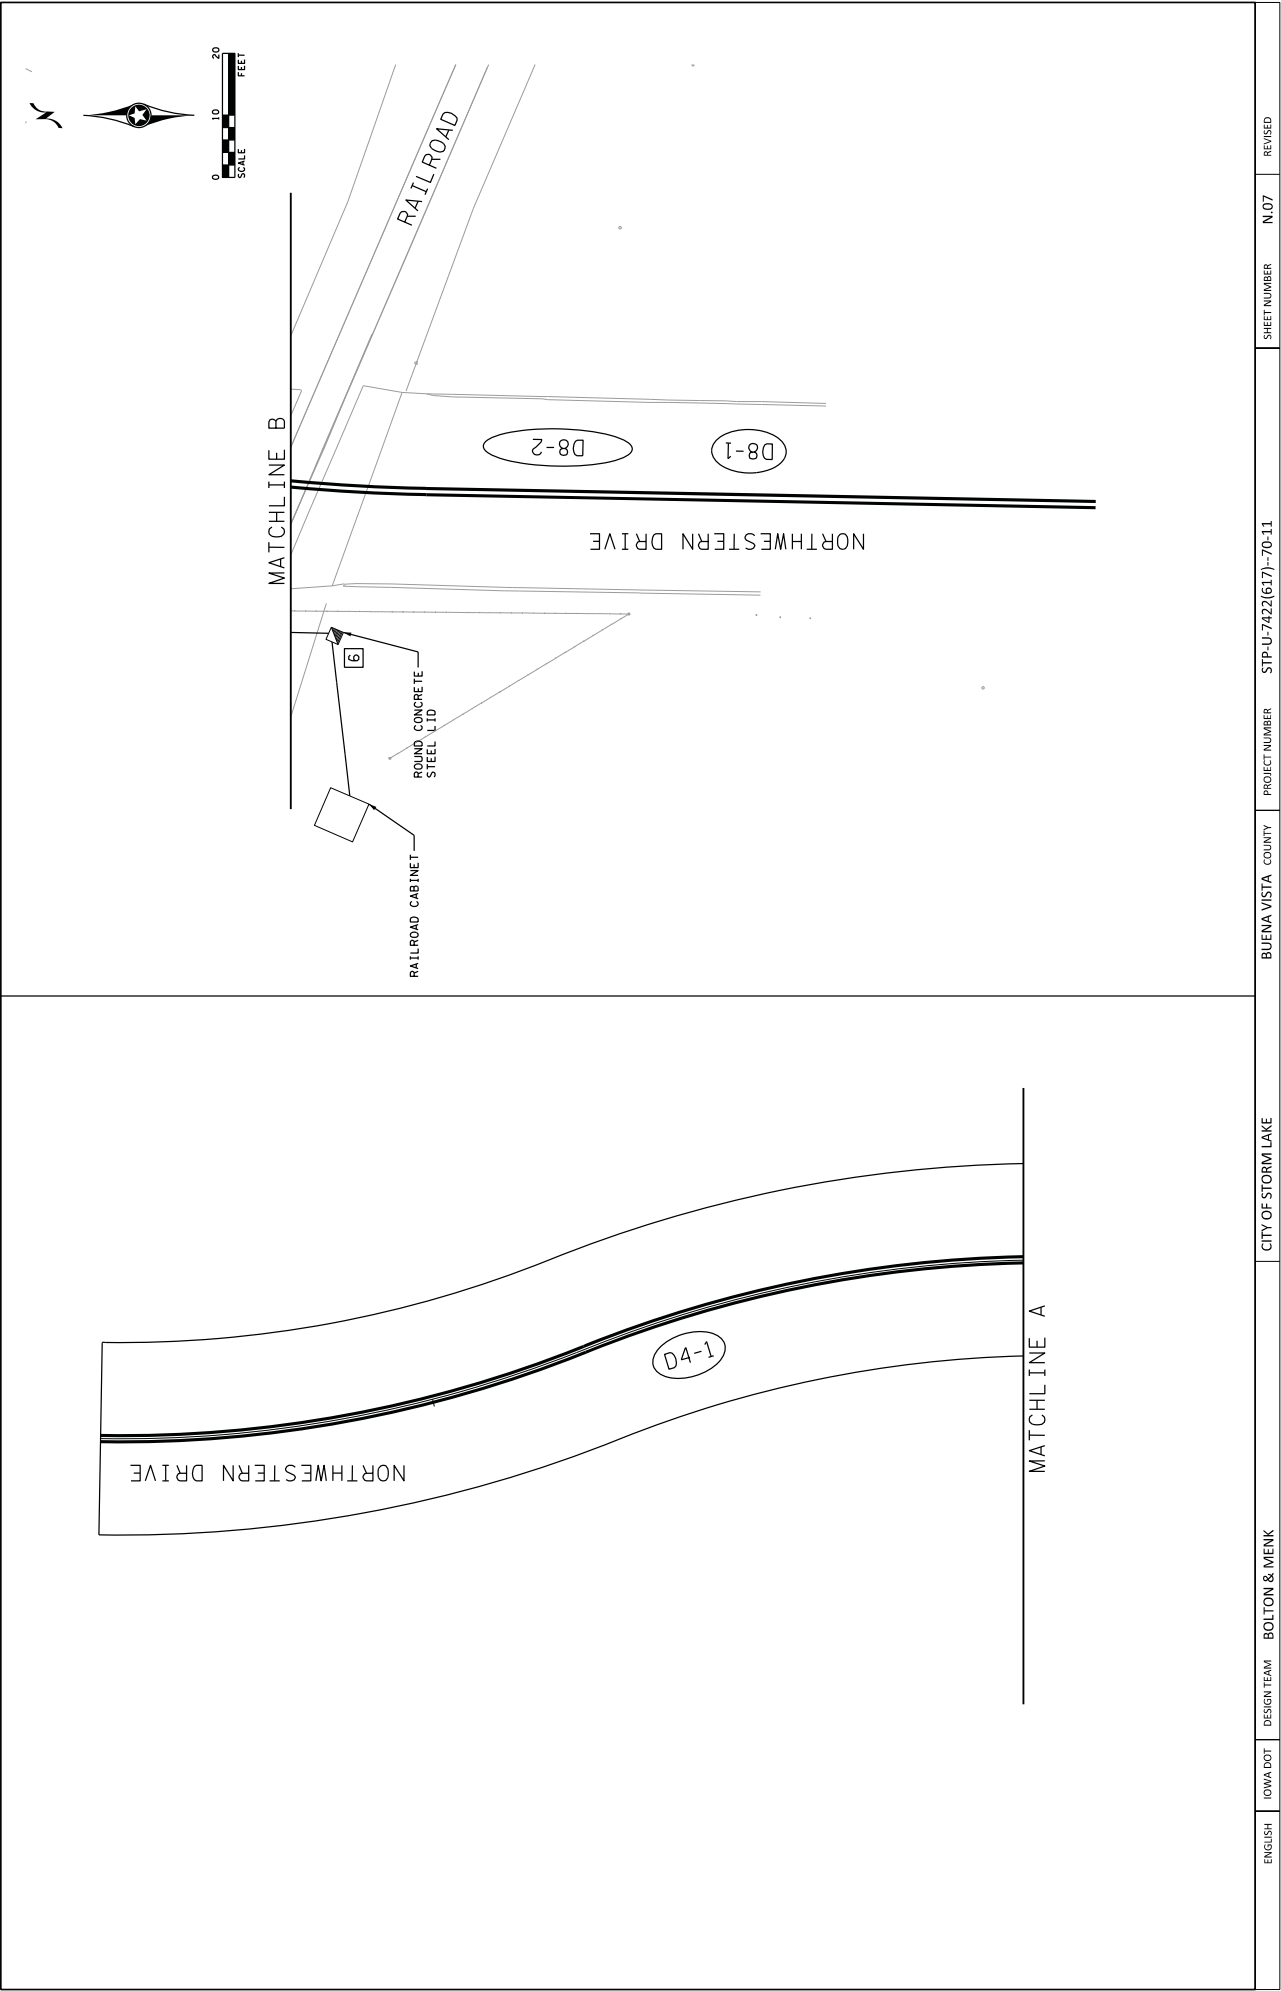 MATCHLINE A
NORTHWESTERN DRIVE
D4-1
MATCHLINE B
NORTHWESTERN DRIVE
D8-2
D8-1
RAILROAD
6
ROUND CONCRETE
STEEL LID
RAILROAD CABINET
N
0 10 20
SCALE FEET
ENGLISH IOWA DOT DESIGN TEAM BOLTON & MENK CITY OF STORM LAKE BUENA VISTA COUNTY PROJECT NUMBER STP-U-7422(617)--70-11 SHEET NUMBER N.07 REVISED